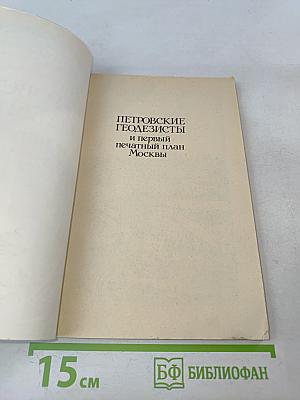 ПЕТРОВСКИЕ
ГЕОДЕЗИСТЫ
и первый
печатный план
Москвы
15 см
БФ БИБЛИОФАН